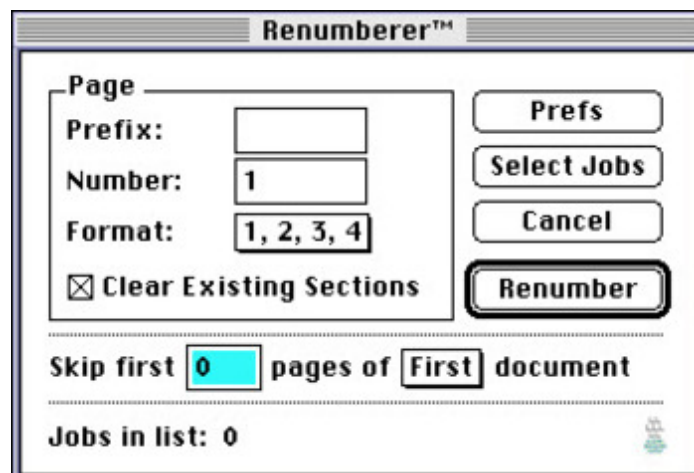 Renumberer™
Page
Prefix:
Number: 1
Format: 1, 2, 3, 4
Clear Existing Sections
Prefs
Select Jobs
Cancel
Renumber
Skip first 0 pages of First document
Jobs in list: 0